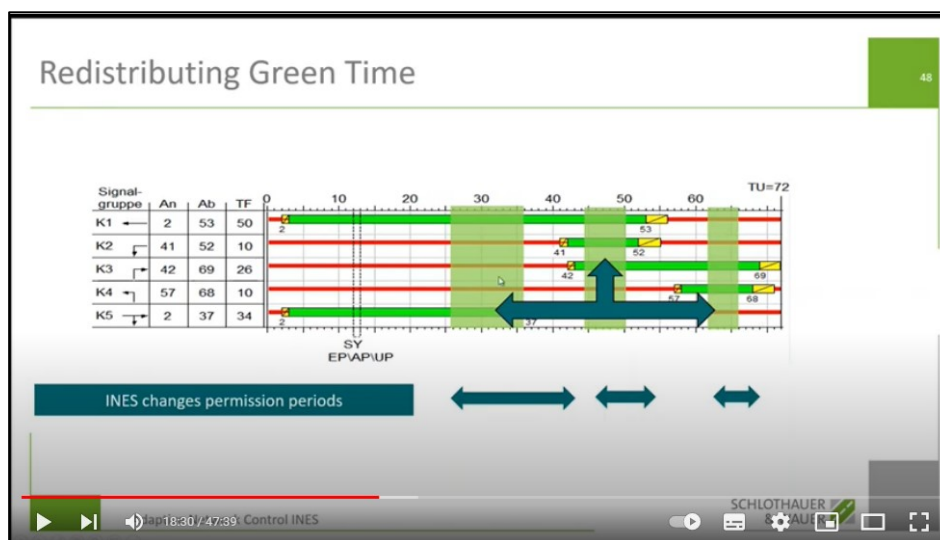 Redistributing Green Time
48
Signal-
gruppe An Ab TF 0 10 20 30 40 50 60 TU=72
K1 2 53 50 2 53
K2 41 52 10 41 52
K3 42 69 26 42 69
K4 57 68 10 57 68
K5 2 37 34 2 37
SY
EP\AP\UP
INES changes permission periods
18:30 / 47:39
Control INES
SCHLOTHAUER
& WAUER